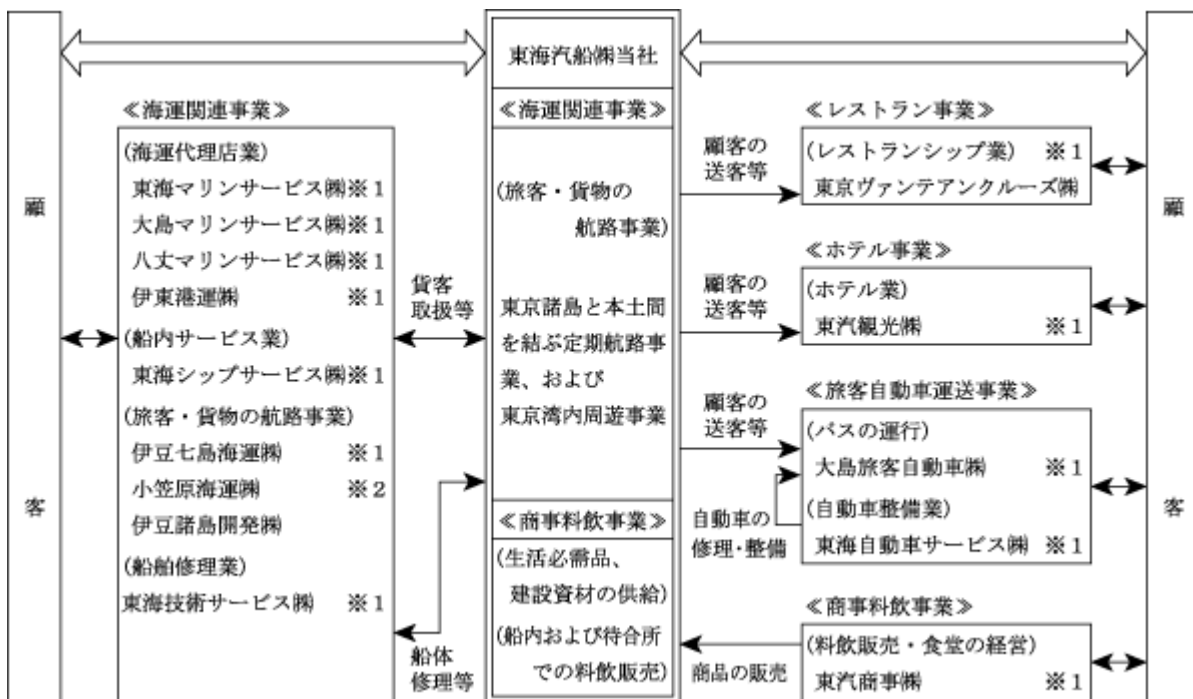 顧
客
≪海運関連事業≫
(海運代理店業)
東海マリンサービス㈱※1
大島マリンサービス㈱※1
八丈マリンサービス㈱※1
伊東港運㈱ ※1
(船内サービス業)
東海シップサービス㈱※1
(旅客・貨物の航路事業)
伊豆七島海運㈱ ※1
小笠原海運㈱ ※2
伊豆諸島開発㈱
(船舶修理業)
東海技術サービス㈱ ※1
貨客
取扱等
船体
修理等
東海汽船㈱当社
≪海運関連事業≫
(旅客・貨物の
航路事業)
東京諸島と本土間
を結ぶ定期航路事
業、および
東京湾内周遊事業
≪商事料飲事業≫
(生活必需品、
建設資材の供給)
(船内および待合所
での料飲販売)
顧客の
送客等
顧客の
送客等
顧客の
送客等
自動車の
修理・整備
商品の販売
≪レストラン事業≫
(レストランシップ業) ※1
東京ヴァンテアンクルーズ㈱
≪ホテル事業≫
(ホテル業)
東汽観光㈱ ※1
≪旅客自動車運送事業≫
(バスの運行)
大島旅客自動車㈱ ※1
(自動車整備業)
東海自動車サービス㈱ ※1
≪商事料飲事業≫
(料飲販売・食堂の経営)
東汽商事㈱ ※1
顧
客